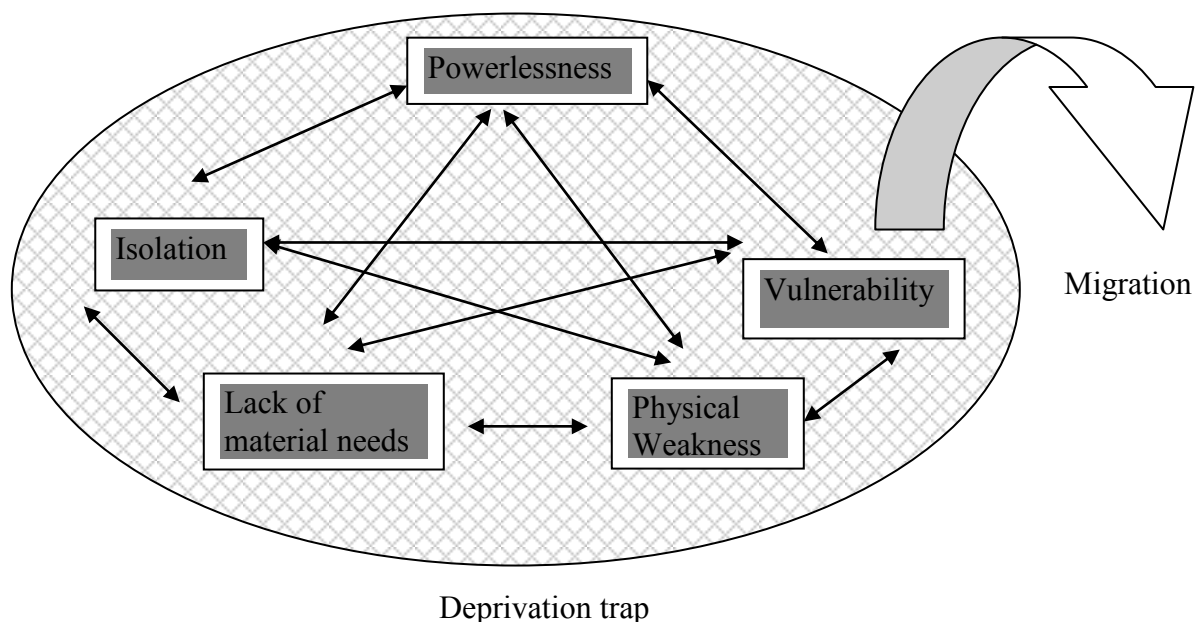 Powerlessness
Isolation
Vulnerability
Migration
Lack of
material needs
Physical
Weakness
Deprivation trap